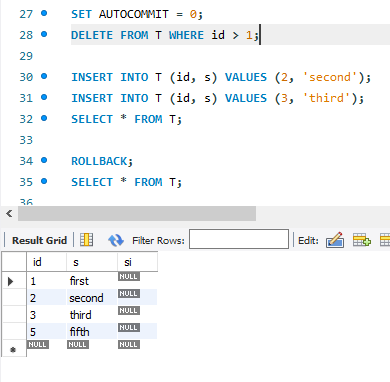 27 SET AUTOCOMMIT = 0;
28 DELETE FROM T WHERE id > 1;
29
30 INSERT INTO T (id, s) VALUES (2, 'second');
31 INSERT INTO T (id, s) VALUES (3, 'third');
32 SELECT * FROM T;
33
34 ROLLBACK;
35 SELECT * FROM T;
36
Result Grid Filter Rows: Edit:
id s si
1 first NULL
2 second NULL
3 third NULL
5 fifth NULL
NULL NULL NULL